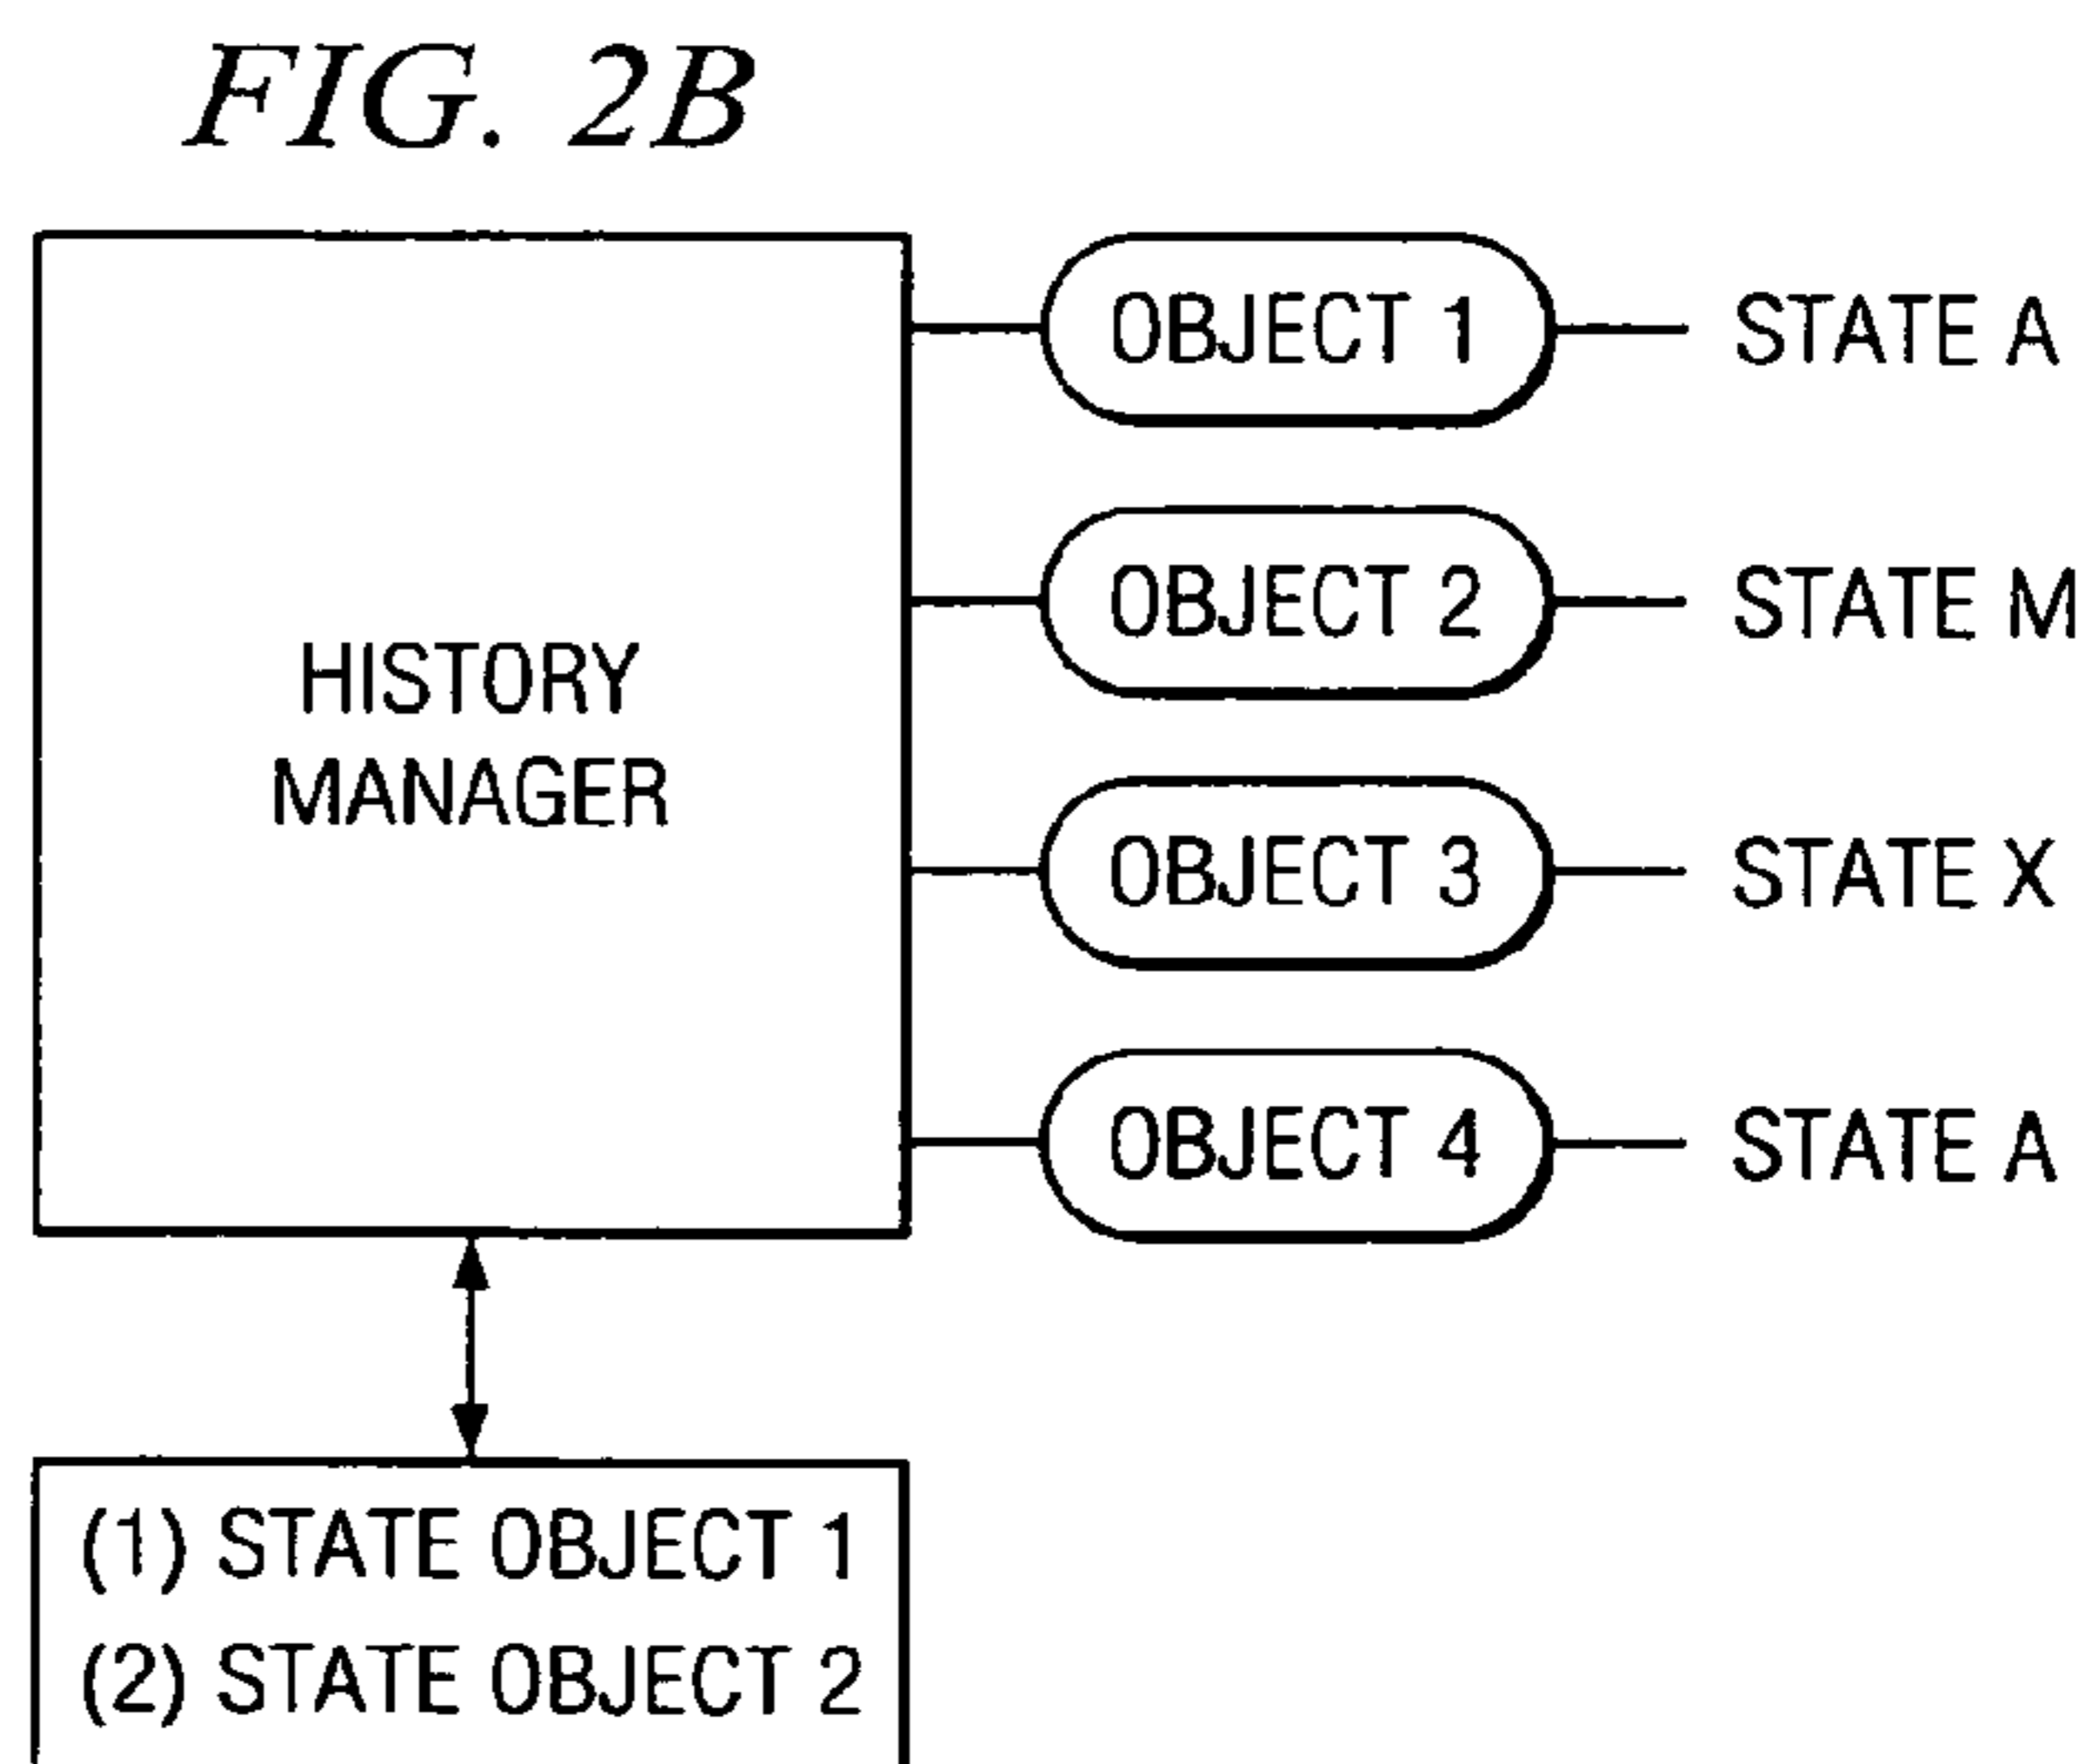 FIG. 2B
OBJECT 1 STATE A
OBJECT 2 STATE M
HISTORY
MANAGER
OBJECT 3 STATE X
OBJECT 4 STATE A
(1) STATE OBJECT 1
(2) STATE OBJECT 2